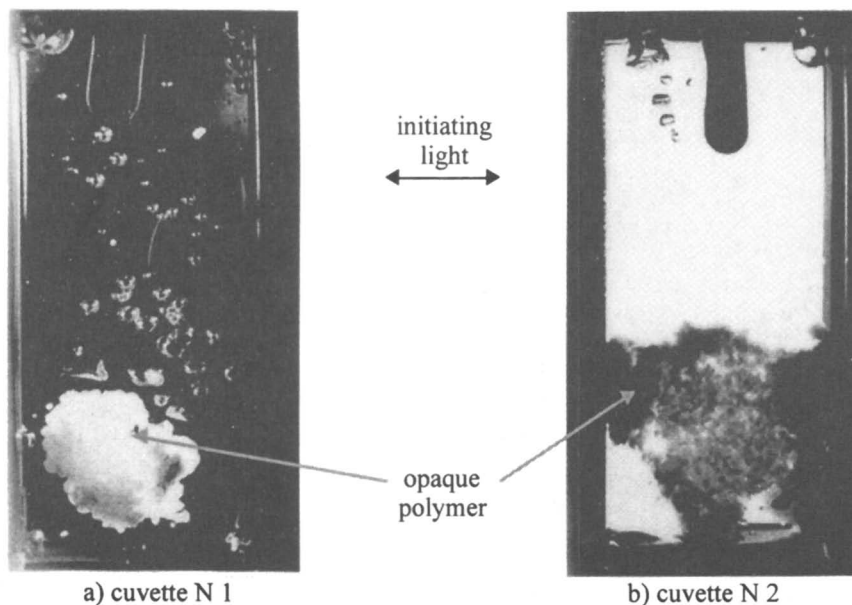 initiating
light
opaque
polymer
a) cuvette N 1
b) cuvette N 2